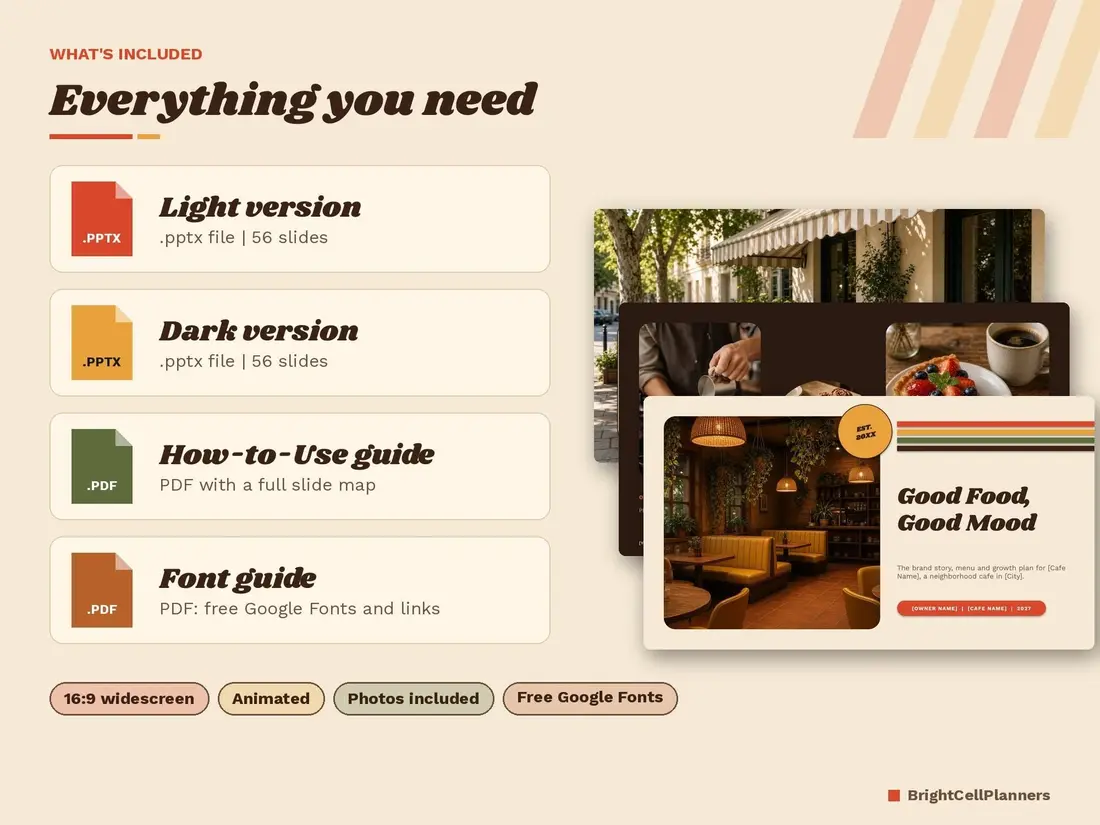 WHAT'S INCLUDED
Everything you need
.PPTX
Light version
.pptx file | 56 slides
.PPTX
Dark version
.pptx file | 56 slides
.PDF
How-to-Use guide
PDF with a full slide map
.PDF
Font guide
PDF: free Google Fonts and links
EST.
20XX
Good Food,
Good Mood
The brand story, menu and growth plan for [Cafe
Name], a neighborhood cafe in [City].
[OWNER NAME] | [CAFE NAME] | 2027
16:9 widescreen
Animated
Photos included
Free Google Fonts
BrightCellPlanners